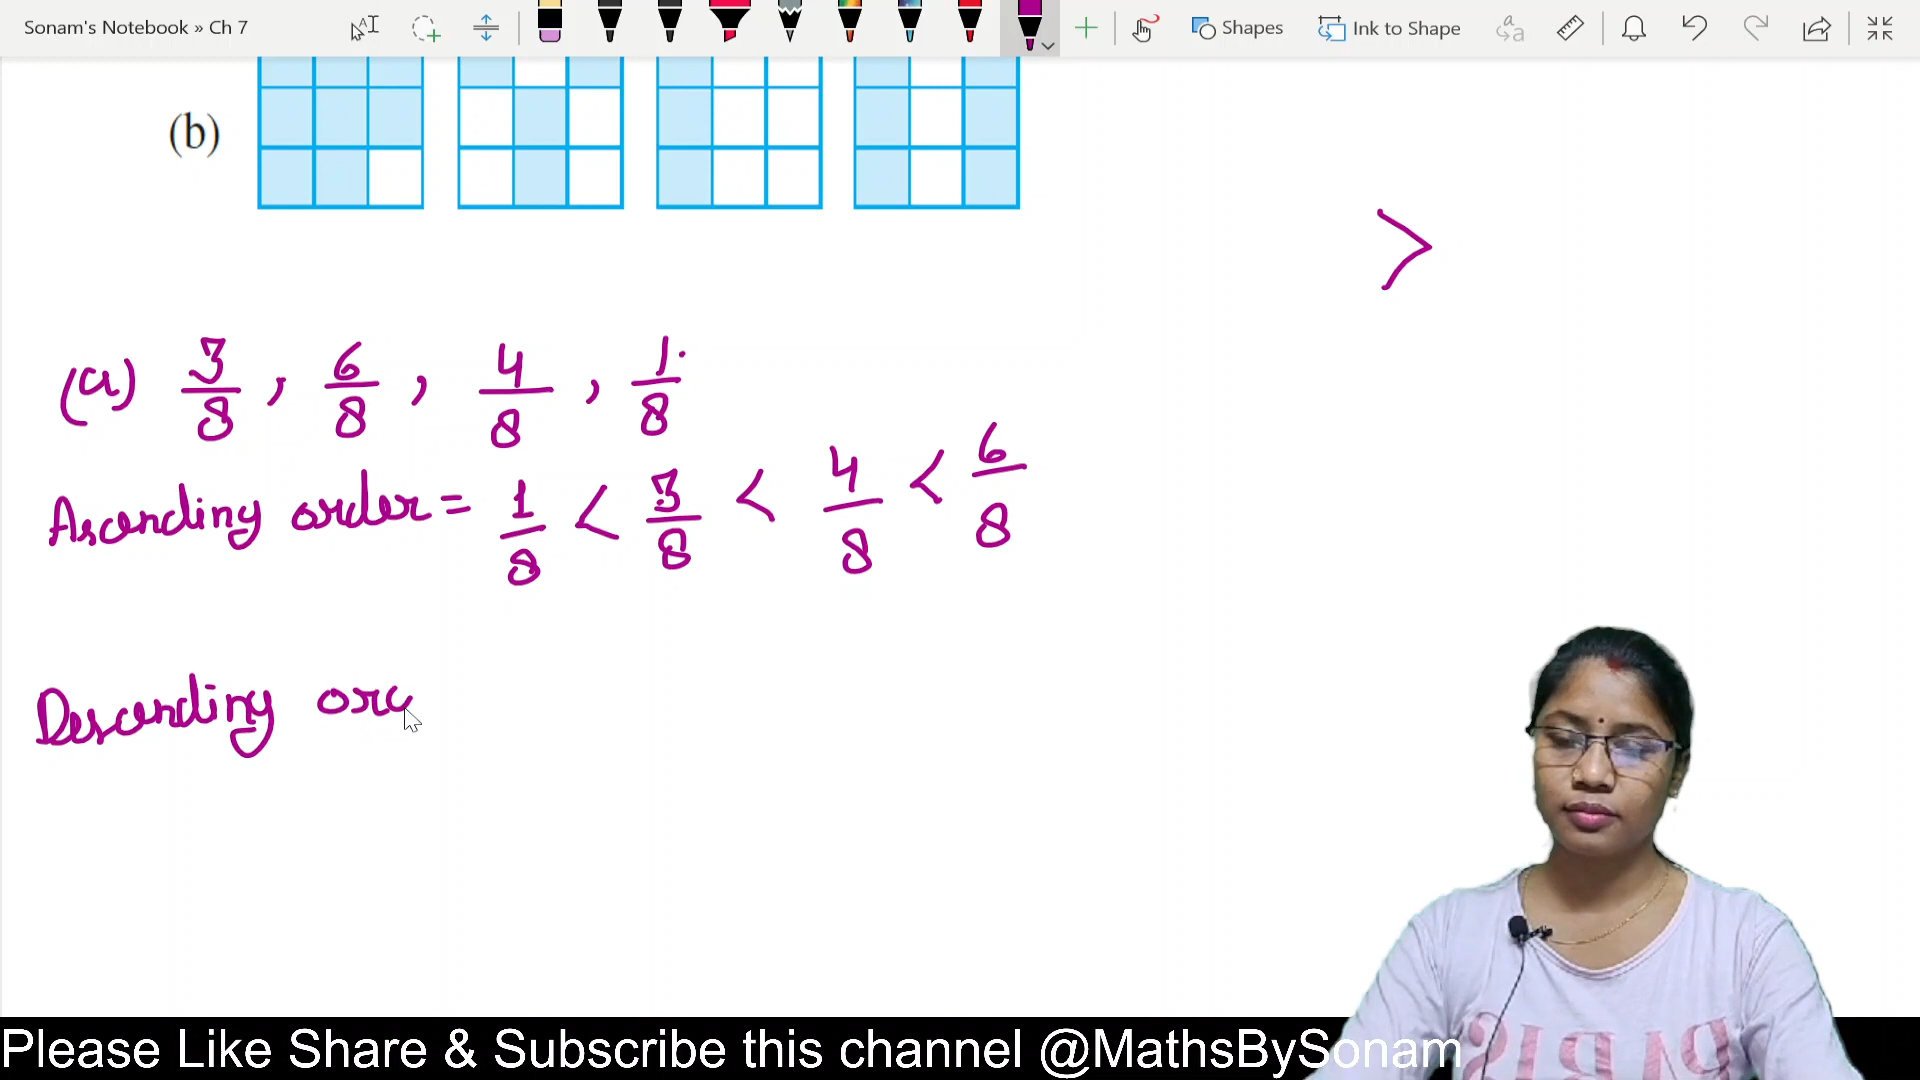 Sonam's Notebook » Ch 7
Shapes
Ink to Shape
(b)
>
(a) 3/8 , 6/8 , 4/8 , 1/8
Ascending order = 1/8 < 3/8 < 4/8 < 6/8
Descending orc
Please Like Share & Subscribe this channel @MathsBySonam